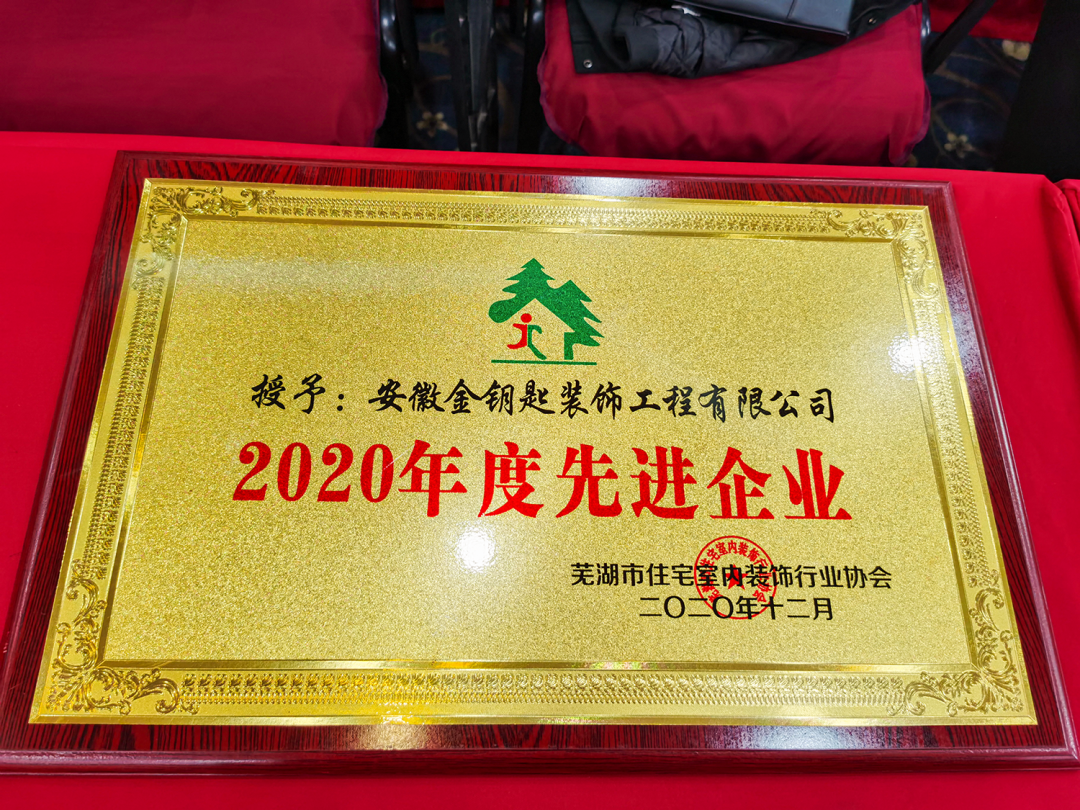 授予：安徽金钥匙装饰工程有限公司
2020年度先进企业
芜湖市住宅室内装饰行业协会
二〇二〇年十二月